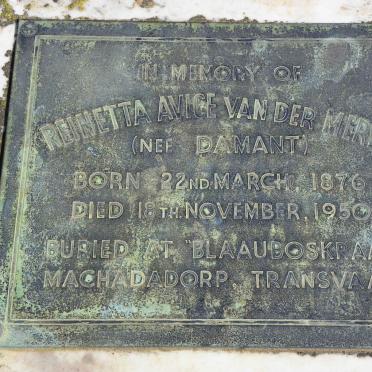 IN MEMORY OF
REINETTA AVICE VAN DER MER
(NEE DAMANT)
BORN 22ND MARCH, 1876
DIED 18TH. NOVEMBER, 1950
BURIED AT "BLAAUBOSKRAA
MACHADADORP, TRANSVAA